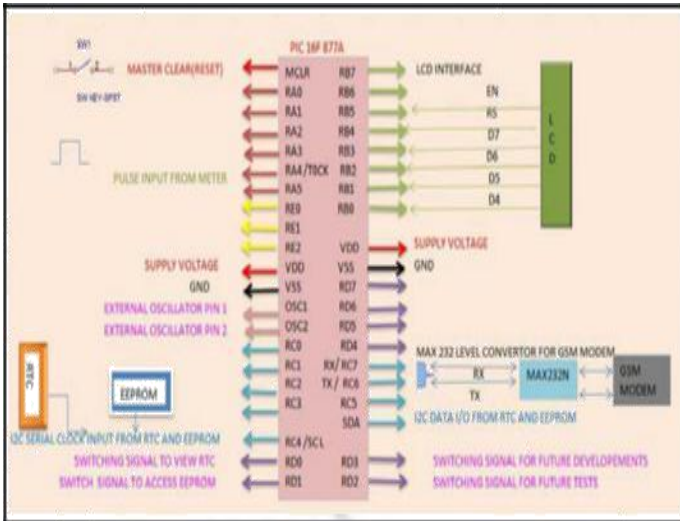 PIC 16F 877A
SW1
1 2
SW KEY-SPST
MASTER CLEAR(RESET)
PULSE INPUT FROM METER
SUPPLY VOLTAGE
GND
EXTERNAL OSCILLATOR PIN 1
EXTERNAL OSCILLATOR PIN 2
RTC
EEPROM
I2C SERIAL CLOCK INPUT FROM RTC AND EEPROM
SWITCHING SIGNAL TO VIEW RTC
SWITCH SIGNAL TO ACCESS EEPROM
MCLR RB7
RA0 RB6
RA1 RB5
RA2 RB4
RA3 RB3
RA4/TOCK RB2
RA5 RB1
RE0 RB0
RE1
RE2 VDD
VDD VSS
VSS RD7
OSC1 RD6
OSC2 RD5
RC0 RD4
RC1 RX/RC7
RC2 TX/ RC6
RC3 RC5
SDA
RC4 /SCL
RD0 RD3
RD1 RD2
LCD INTERFACE
EN
RS
D7
D6
D5
D4
L
C
D
SUPPLY VOLTAGE
GND
MAX 232 LEVEL CONVERTOR FOR GSM MODEM
RX
TX
MAX232N
GSM
MODEM
I2C DATA I/O FROM RTC AND EEPROM
SWITCHING SIGNAL FOR FUTURE DEVELOPEMENTS
SWITCHING SIGNAL FOR FUTURE TESTS